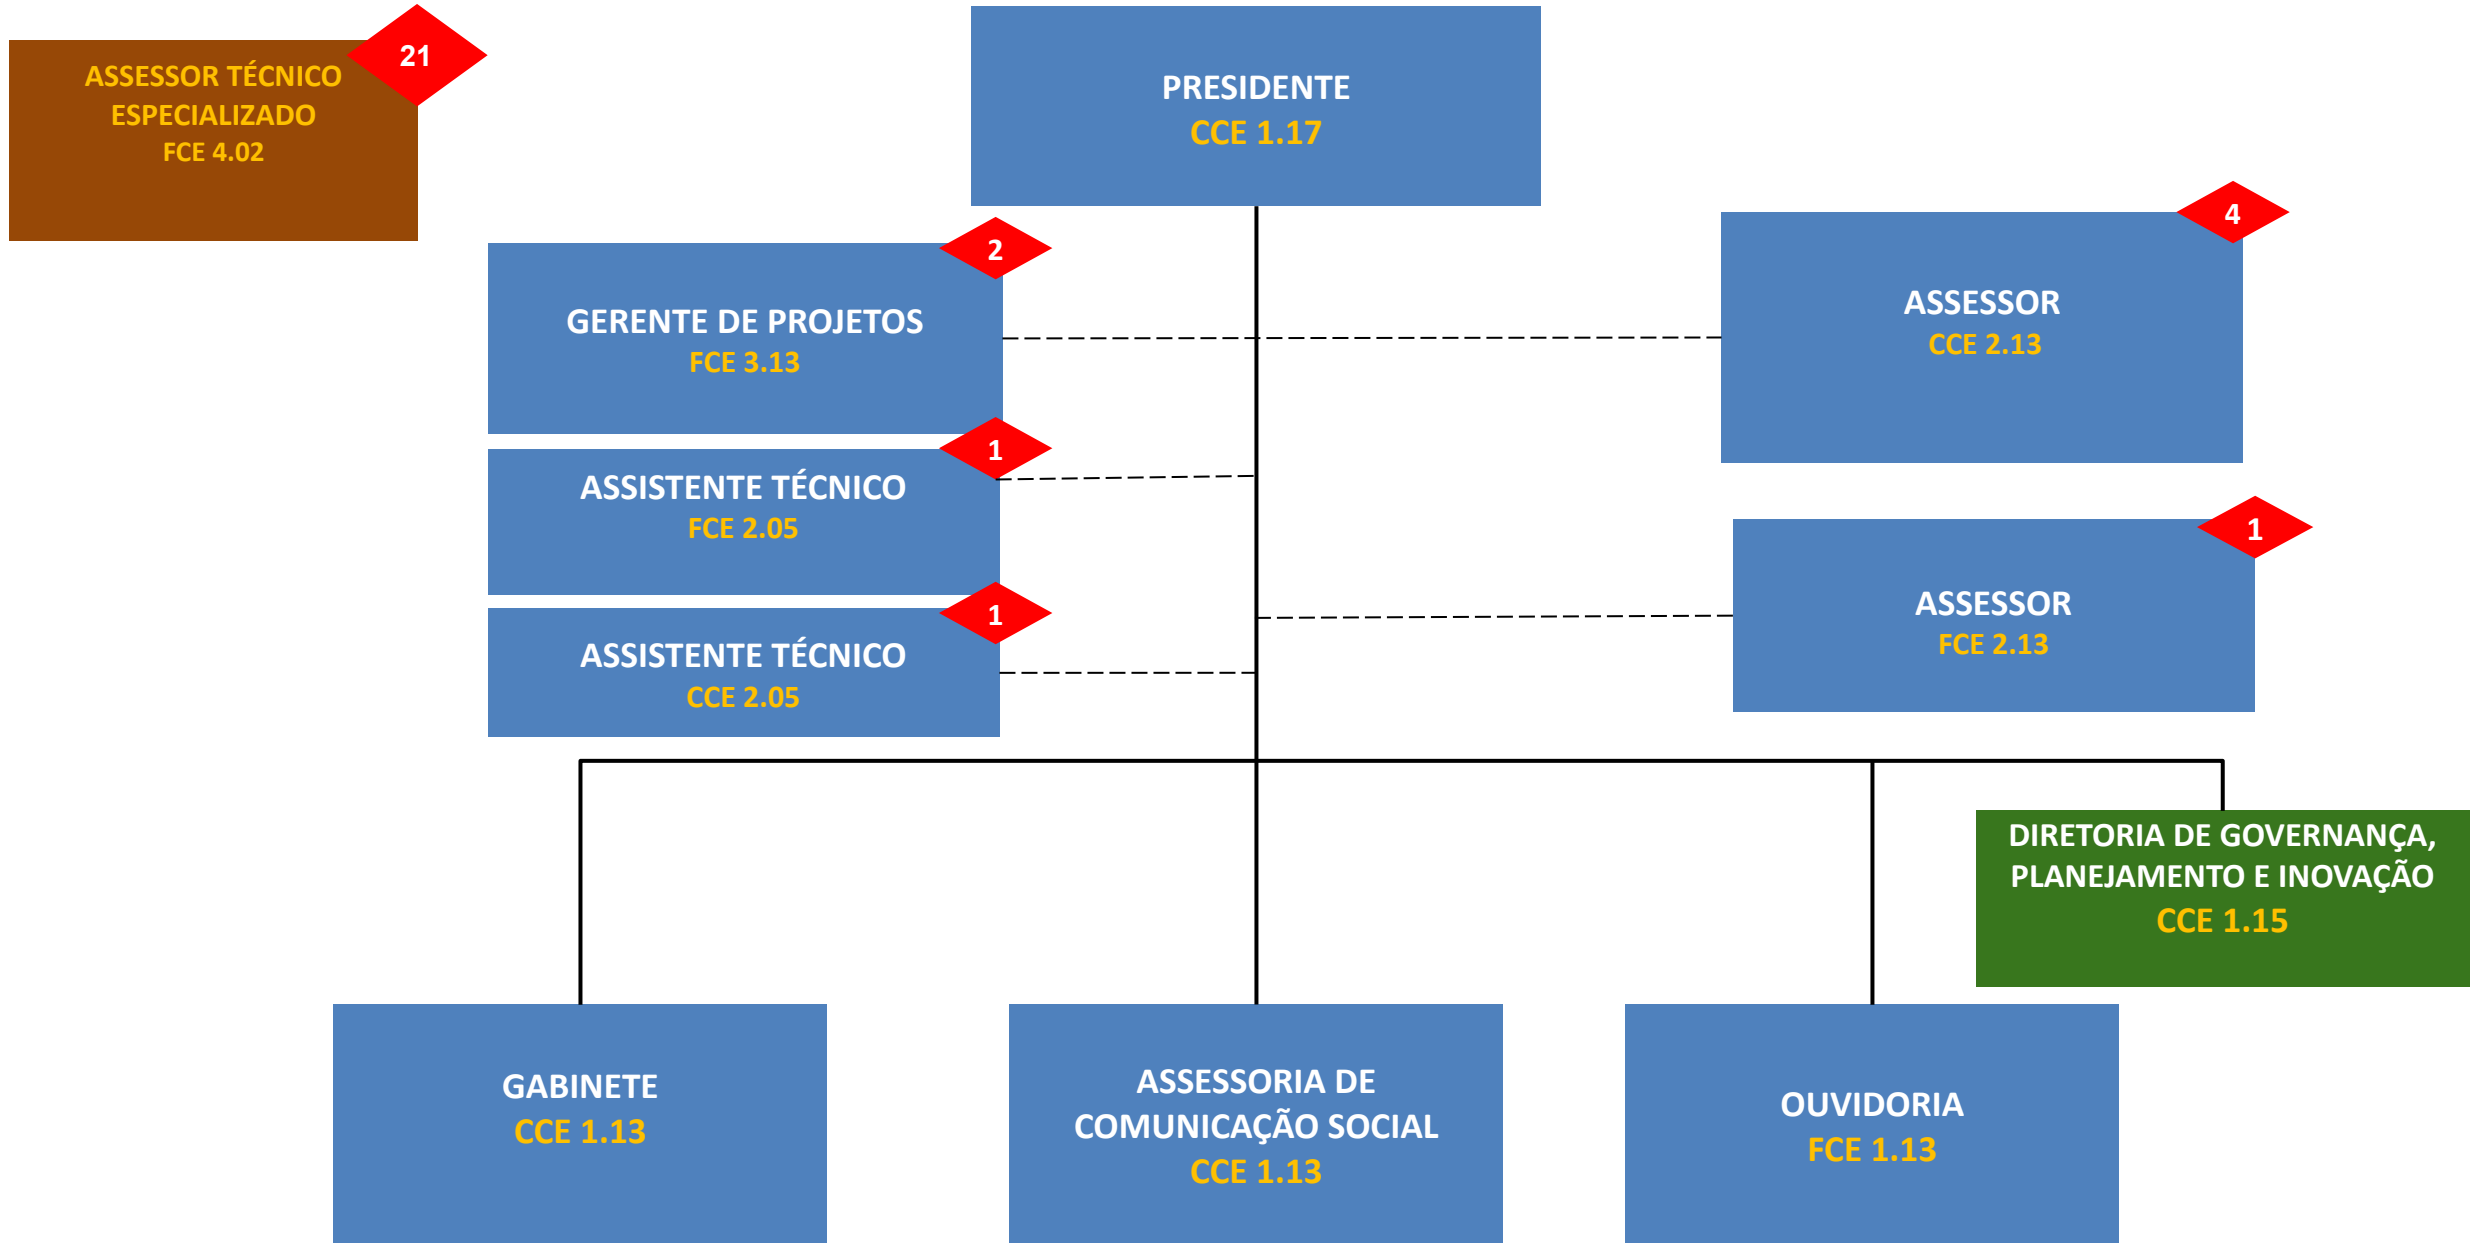 21
ASSESSOR TÉCNICO
ESPECIALIZADO
FCE 4.02
PRESIDENTE
CCE 1.17
2
GERENTE DE PROJETOS
FCE 3.13
4
ASSESSOR
CCE 2.13
1
ASSISTENTE TÉCNICO
FCE 2.05
1
ASSESSOR
FCE 2.13
1
ASSISTENTE TÉCNICO
CCE 2.05
DIRETORIA DE GOVERNANÇA,
PLANEJAMENTO E INOVAÇÃO
CCE 1.15
GABINETE
CCE 1.13
ASSESSORIA DE
COMUNICAÇÃO SOCIAL
CCE 1.13
OUVIDORIA
FCE 1.13